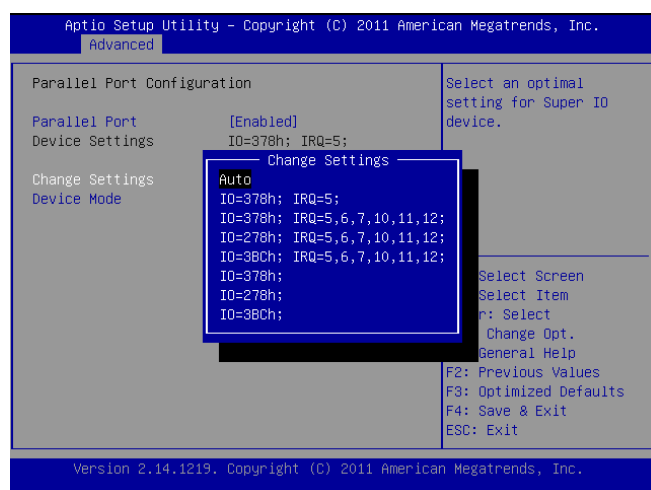 Aptio Setup Utility – Copyright (C) 2011 American Megatrends, Inc.
Advanced
Parallel Port Configuration
Parallel Port [Enabled]
Device Settings IO=378h; IRQ=5;
Change Settings
Device Mode
Change Settings
Auto
IO=378h; IRQ=5;
IO=378h; IRQ=5,6,7,10,11,12;
IO=278h; IRQ=5,6,7,10,11,12;
IO=3BCh; IRQ=5,6,7,10,11,12;
IO=378h;
IO=278h;
IO=3BCh;
Select an optimal
setting for Super IO
device.
Select Screen
Select Item
r: Select
Change Opt.
General Help
F2: Previous Values
F3: Optimized Defaults
F4: Save & Exit
ESC: Exit
Version 2.14.1219. Copyright (C) 2011 American Megatrends, Inc.